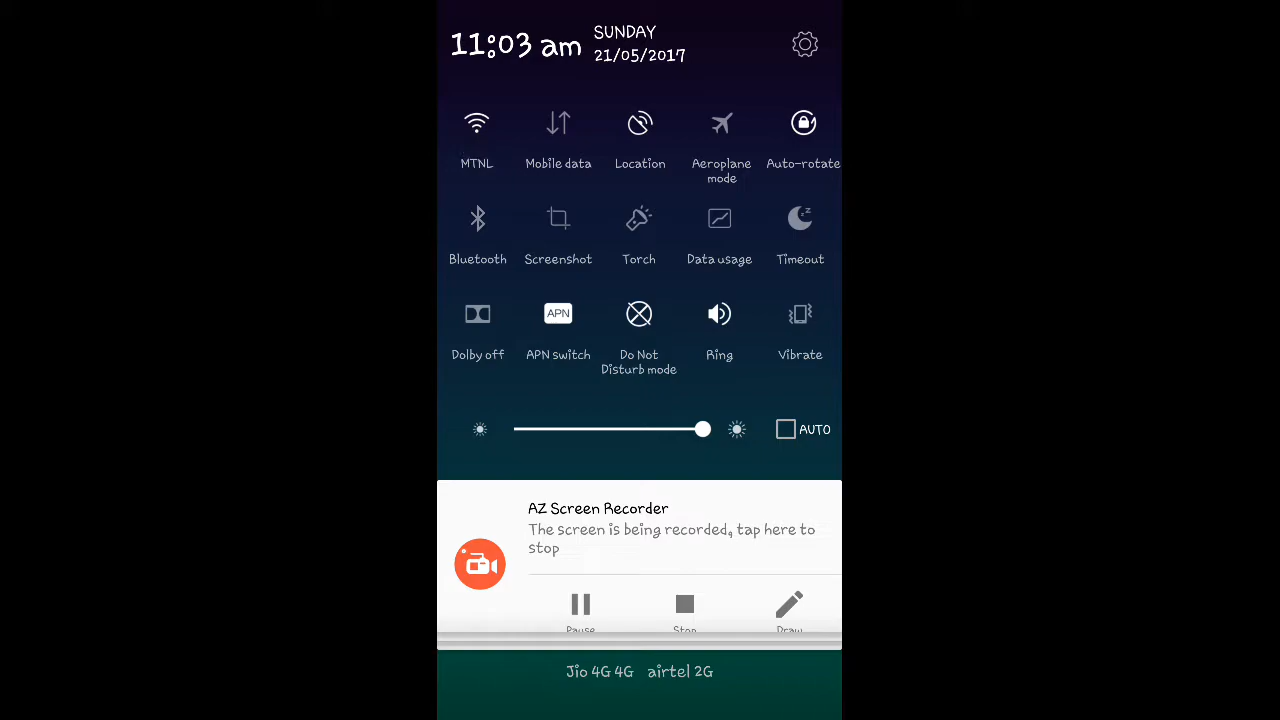 11:03 am
SUNDAY
21/05/2017
MTNL
Mobile data
Location
Aeroplane
mode
Auto-rotate
Bluetooth
Screenshot
Torch
Data usage
Timeout
Dolby off
APN
APN switch
Do Not
Disturb mode
Ring
Vibrate
AUTO
AZ Screen Recorder
The screen is being recorded, tap here to
stop
Pause
Stop
Draw
Jio 4G 4G airtel 2G